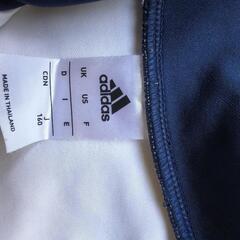 adidas
UK US F
D I E
CDN J
160
MADE IN THAILAND